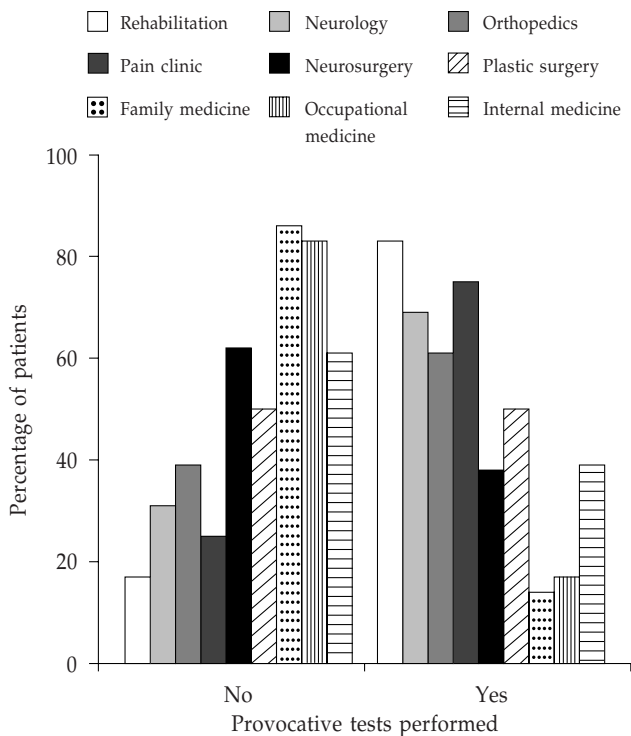 Rehabilitation
Neurology
Orthopedics
Pain clinic
Neurosurgery
Plastic surgery
Family medicine
Occupational
medicine
Internal medicine
100
80
60
40
20
0
Percentage of patients
No
Yes
Provocative tests performed